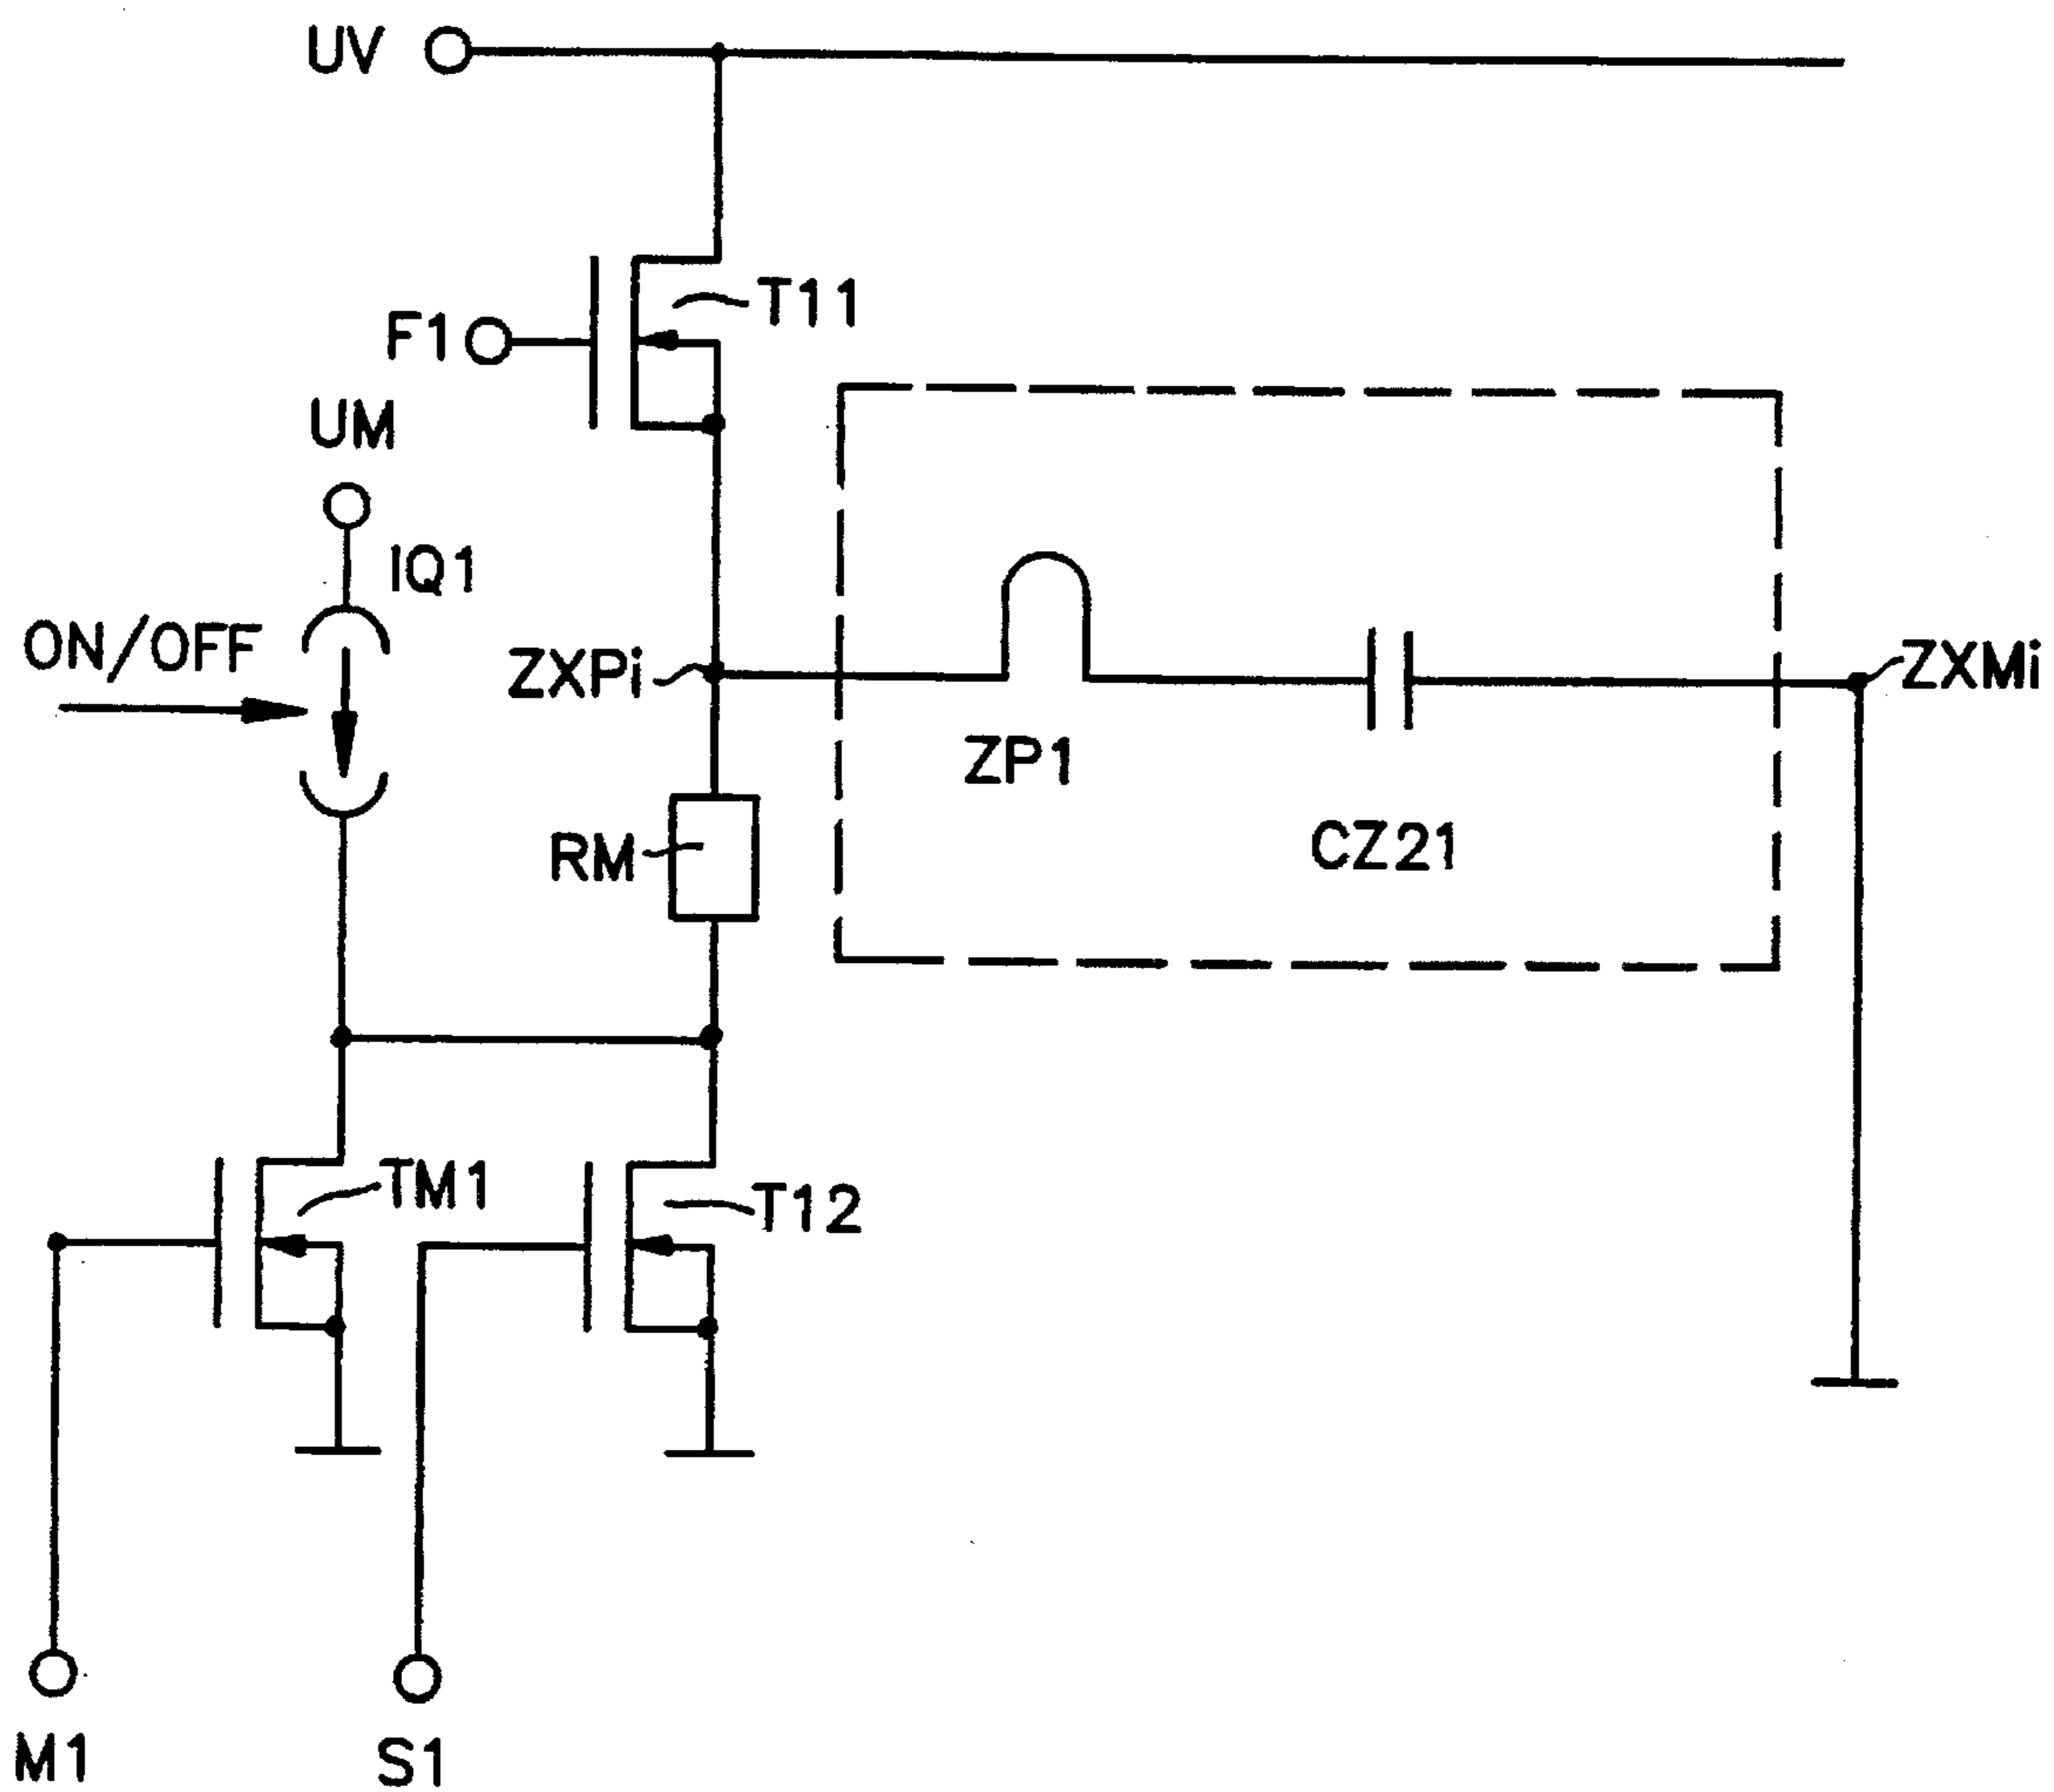 UV
T11
F1
UM
IQ1
ON/OFF
ZXPi
ZXMi
ZP1
RM
CZ21
TM1
T12
M1
S1